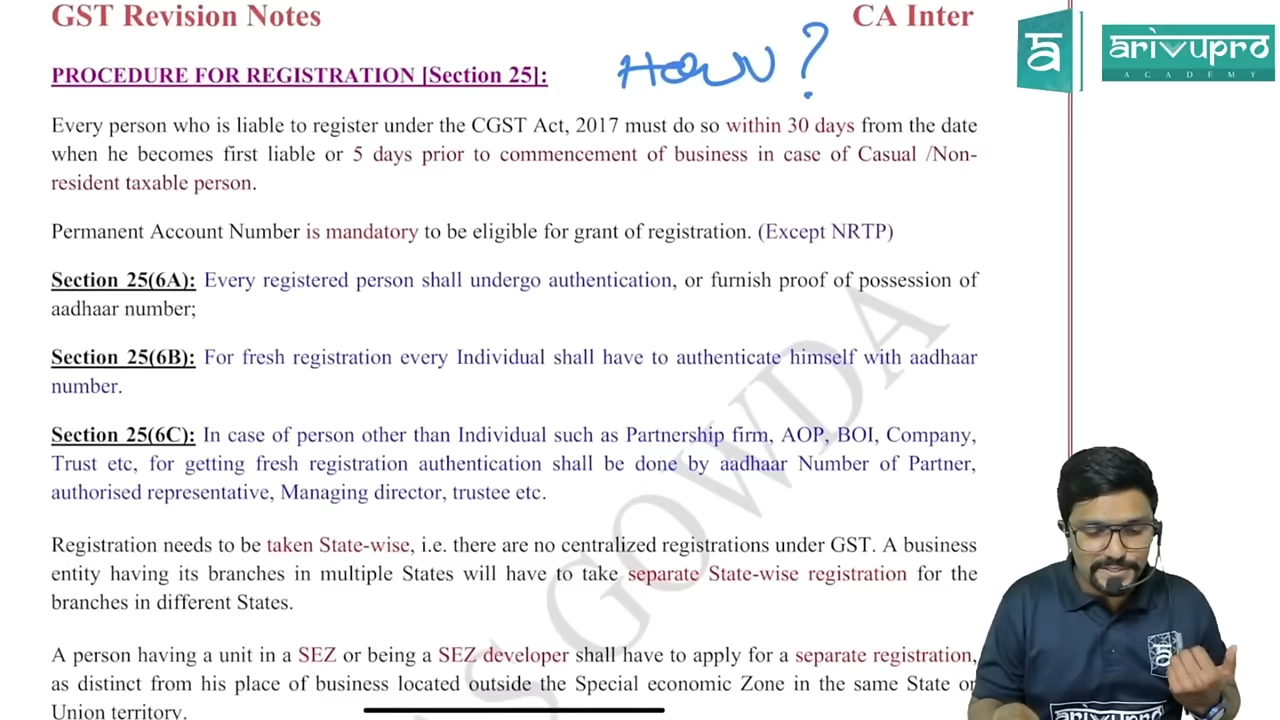 GST Revision Notes
CA Inter
arivupro
ACADEMY
PROCEDURE FOR REGISTRATION [Section 25]:
How?
Every person who is liable to register under the CGST Act, 2017 must do so within 30 days from the date
when he becomes first liable or 5 days prior to commencement of business in case of Casual /Non-
resident taxable person.
Permanent Account Number is mandatory to be eligible for grant of registration. (Except NRTP)
Section 25(6A): Every registered person shall undergo authentication, or furnish proof of possession of
aadhaar number;
Section 25(6B): For fresh registration every Individual shall have to authenticate himself with aadhaar
number.
Section 25(6C): In case of person other than Individual such as Partnership firm, AOP, BOI, Company,
Trust etc, for getting fresh registration authentication shall be done by aadhaar Number of Partner,
authorised representative, Managing director, trustee etc.
Registration needs to be taken State-wise, i.e. there are no centralized registrations under GST. A business
entity having its branches in multiple States will have to take separate State-wise registration for the
branches in different States.
A person having a unit in a SEZ or being a SEZ developer shall have to apply for a separate registration,
as distinct from his place of business located outside the Special economic Zone in the same State or
Union territory.
S GOWDA
arivupro